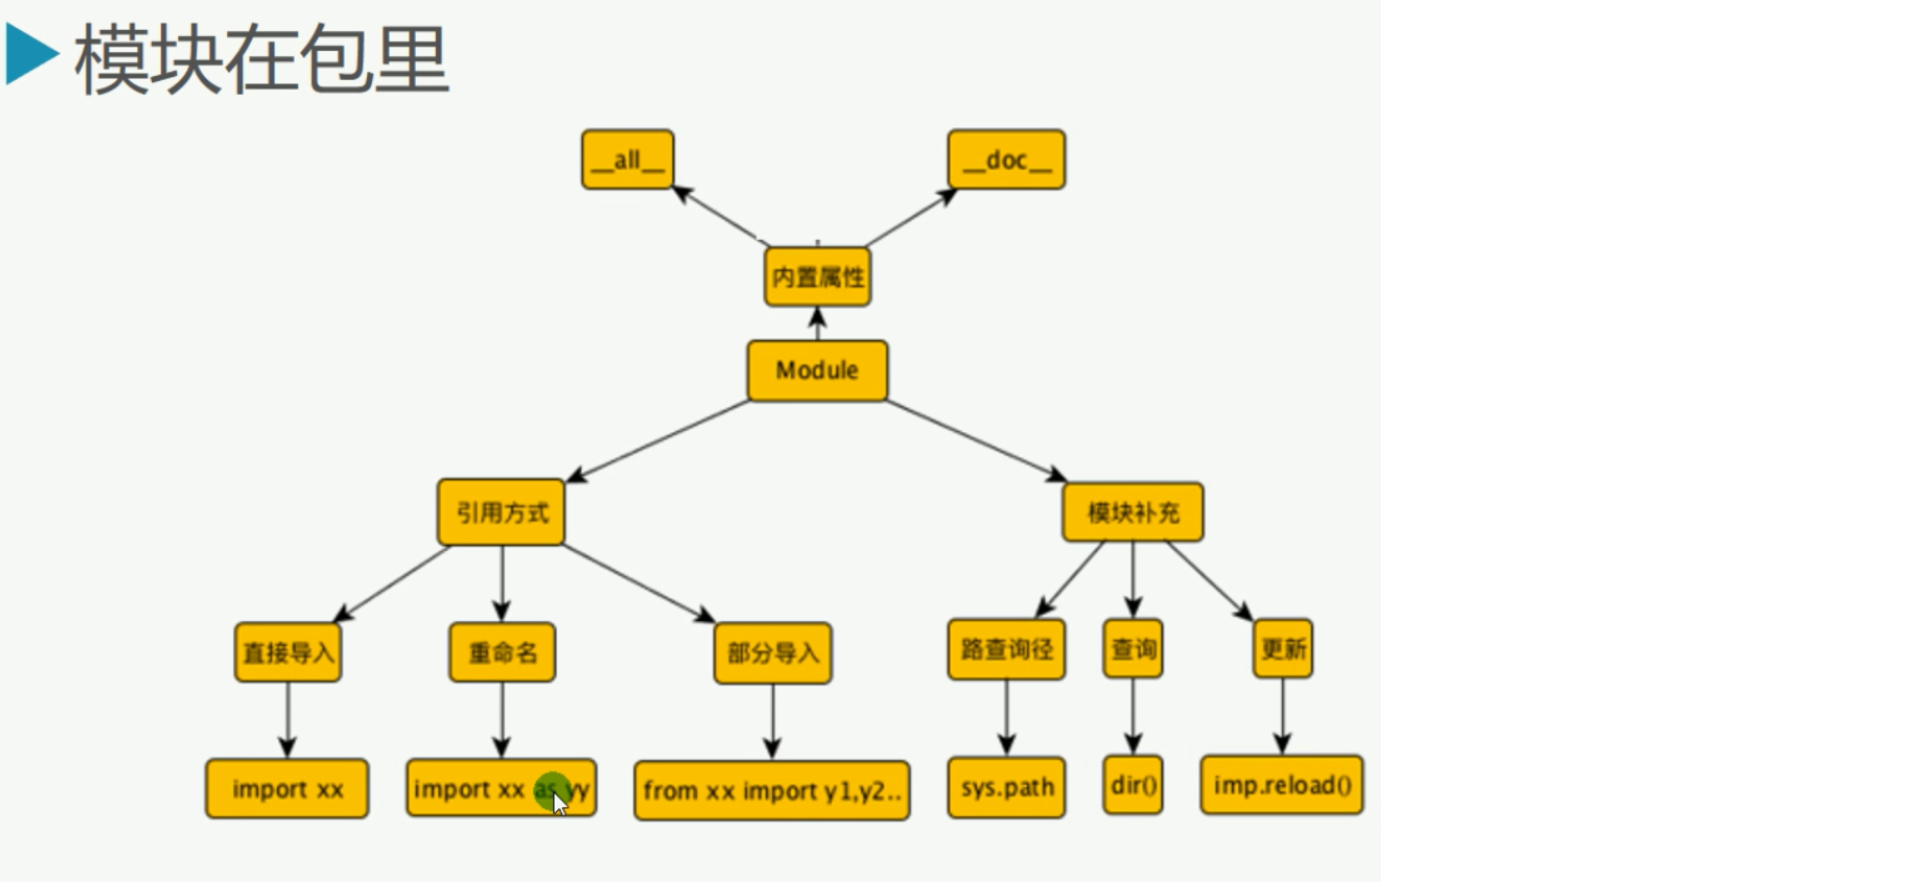 模块在包里
__all__
__doc__
内置属性
Module
引用方式
模块补充
直接导入
重命名
部分导入
路查询径
查询
更新
import xx
import xx as yy
from xx import y1,y2..
sys.path
dir()
imp.reload()